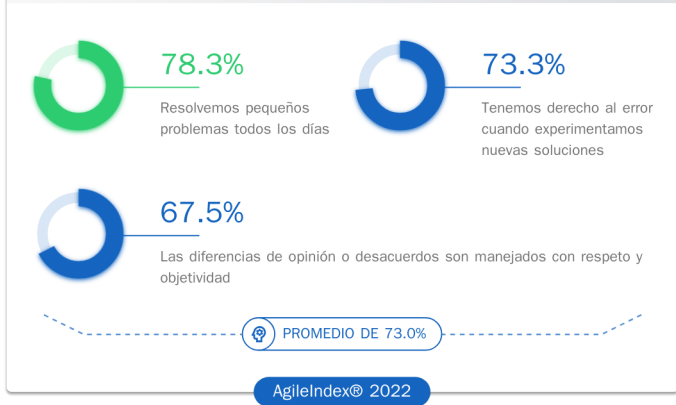 78.3%
Resolvemos pequeños
problemas todos los días
73.3%
Tenemos derecho al error
cuando experimentamos
nuevas soluciones
67.5%
Las diferencias de opinión o desacuerdos son manejados con respeto y
objetividad
PROMEDIO DE 73.0%
AgileIndex® 2022